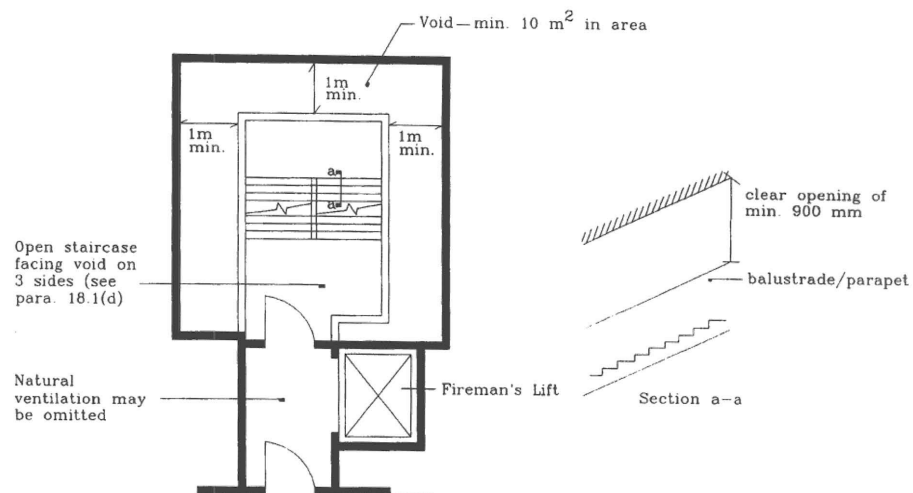 Void—min. 10 m² in area
1m
min.
1m
min.
1m
min.
a
a
clear opening of
min. 900 mm
Open staircase
facing void on
3 sides (see
para. 18.1(d)
balustrade/parapet
Natural
ventilation may
be omitted
Fireman's Lift
Section a-a